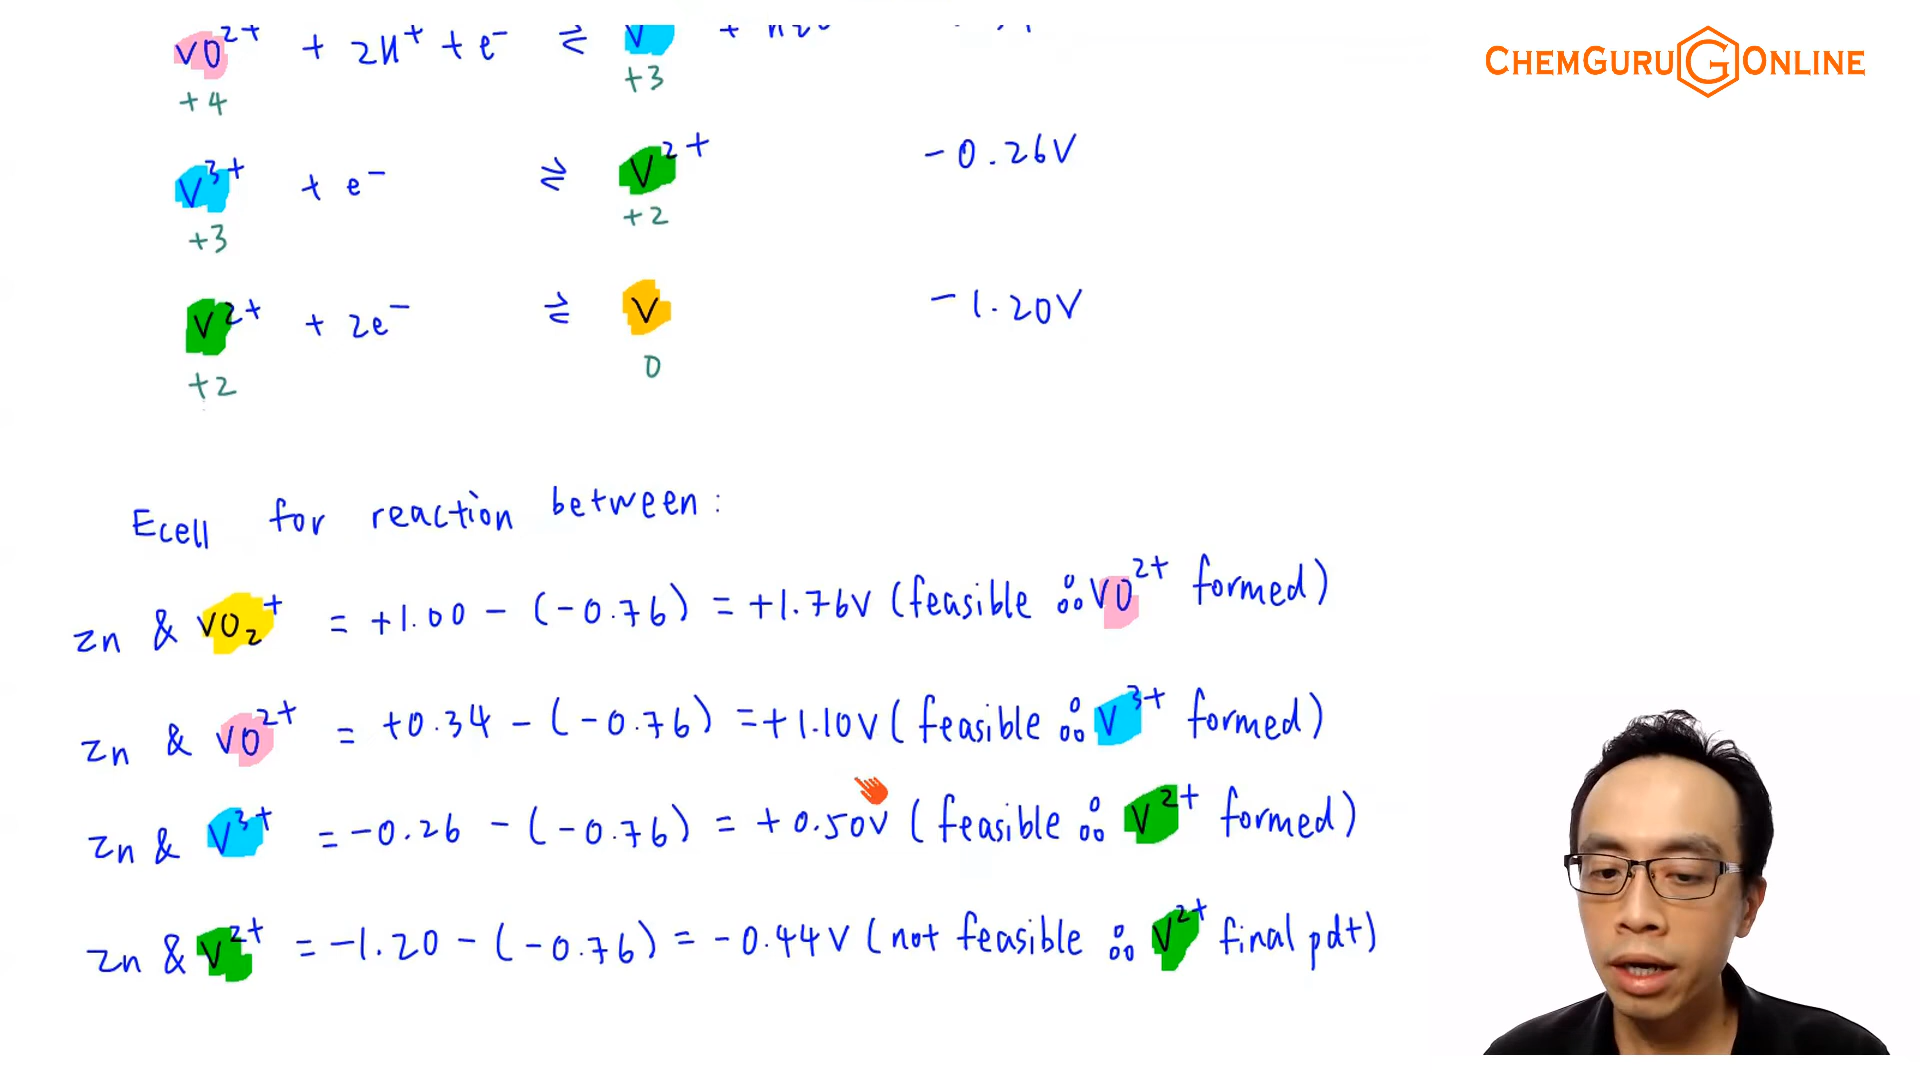 VO²⁺ + 2H⁺ + e⁻ ⇌ V
+4 +3
CHEMGURU G ONLINE
V³⁺ + e⁻ ⇌ V²⁺ -0.26V
+3 +2
V²⁺ + 2e⁻ ⇌ V -1.20V
+2 0
Ecell for reaction between:
Zn & VO₂⁺ = +1.00 - (-0.76) = +1.76V (feasible ∴ VO²⁺ formed)
Zn & VO²⁺ = +0.34 - (-0.76) = +1.10V (feasible ∴ V³⁺ formed)
Zn & V³⁺ = -0.26 - (-0.76) = +0.50V (feasible ∴ V²⁺ formed)
Zn & V²⁺ = -1.20 - (-0.76) = -0.44V (not feasible ∴ V²⁺ final pdt)